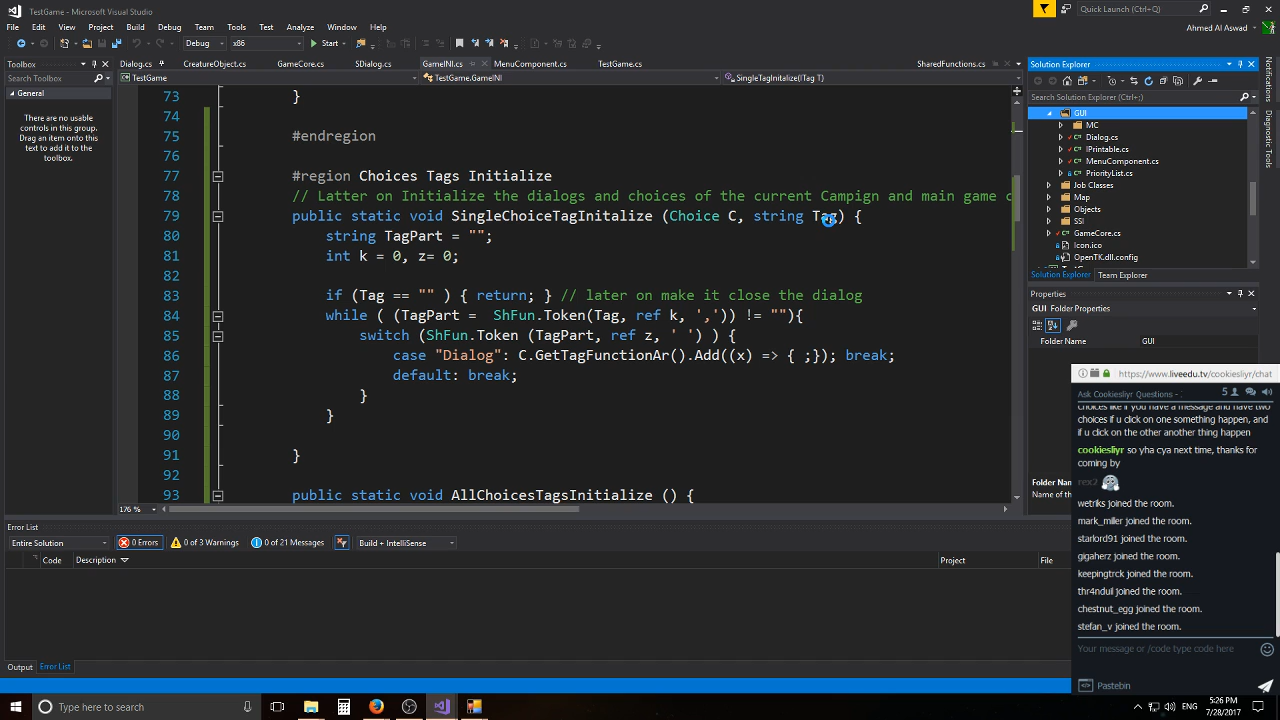 TestGame - Microsoft Visual Studio
Quick Launch (Ctrl+Q)
File Edit View Project Build Debug Team Tools Test Analyze Window Help
Ahmed Al Aswad
Debug x86 Start
Toolbox
Dialog.cs CreatureObject.cs GameCore.cs SDialog.cs GameINI.cs MenuComponent.cs TestGame.cs SharedFunctions.cs
Solution Explorer
Search Toolbox
TestGame TestGame.GameINI SingleTagInitalize(Tag T)
General
There are no usable
controls in this group.
Drag an item onto this
text to add it to the
toolbox.
73 }
74
75 #endregion
76
77 #region Choices Tags Initialize
78 // Latter on Initialize the dialogs and choices of the current Campign and main game c
79 public static void SingleChoiceTagInitalize (Choice C, string Tag) {
80 string TagPart = "";
81 int k = 0, z= 0;
82
83 if (Tag == "" ) { return; } // later on make it close the dialog
84 while ( (TagPart =  ShFun.Token(Tag, ref k, ',')) != ""){
85 switch (ShFun.Token (TagPart, ref z, ' ') ) {
86 case "Dialog": C.GetTagFunctionAr().Add((x) => { ;}); break;
87 default: break;
88 }
89 }
90
91 }
92
93 public static void AllChoicesTagsInitialize () {
176 %
Search Solution Explorer (Ctrl+;)
GUI
MC
Dialog.cs
IPrintable.cs
MenuComponent.cs
PriorityList.cs
Job Classes
Map
Objects
SSI
GameCore.cs
Icon.ico
OpenTK.dll.config
Solution Explorer Team Explorer
Properties
GUI Folder Properties
Folder Name GUI
Notifications
Diagnostic Tools
https://www.liveedu.tv/cookiesliyr/chat
Ask Cookiesliyr Questions - . 5
choices like if you have a message and have two
choices if u click on one something happen, and
if u click on the other another thing happen
cookiesliyr so yha cya next time, thanks for
coming by
rex2
wetriks joined the room.
mark_miller joined the room.
starlord91 joined the room.
gigaherz joined the room.
keepingtrck joined the room.
thr4nduil joined the room.
chestnut_egg joined the room.
stefan_v joined the room.
Your message or /code type code here
Pastebin
Folder Nam
Name of th
Error List
Entire Solution 0 Errors 0 of 3 Warnings 0 of 21 Messages Build + IntelliSense
Code Description Project File
Output Error List
Type here to search
ENG
5:26 PM
7/28/2017